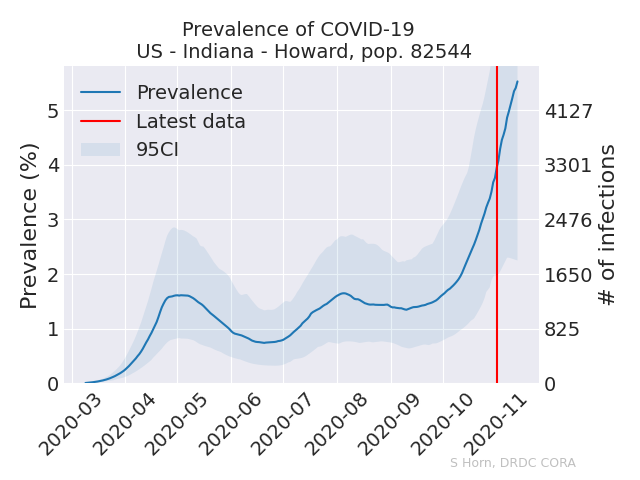 Prevalence of COVID-19
US - Indiana - Howard, pop. 82544
Prevalence
Latest data
95CI
Prevalence (%)
5
4
3
2
1
0
4127
3301
2476
1650
825
0
# of infections
2020-03
2020-04
2020-05
2020-06
2020-07
2020-08
2020-09
2020-10
2020-11
S Horn, DRDC CORA